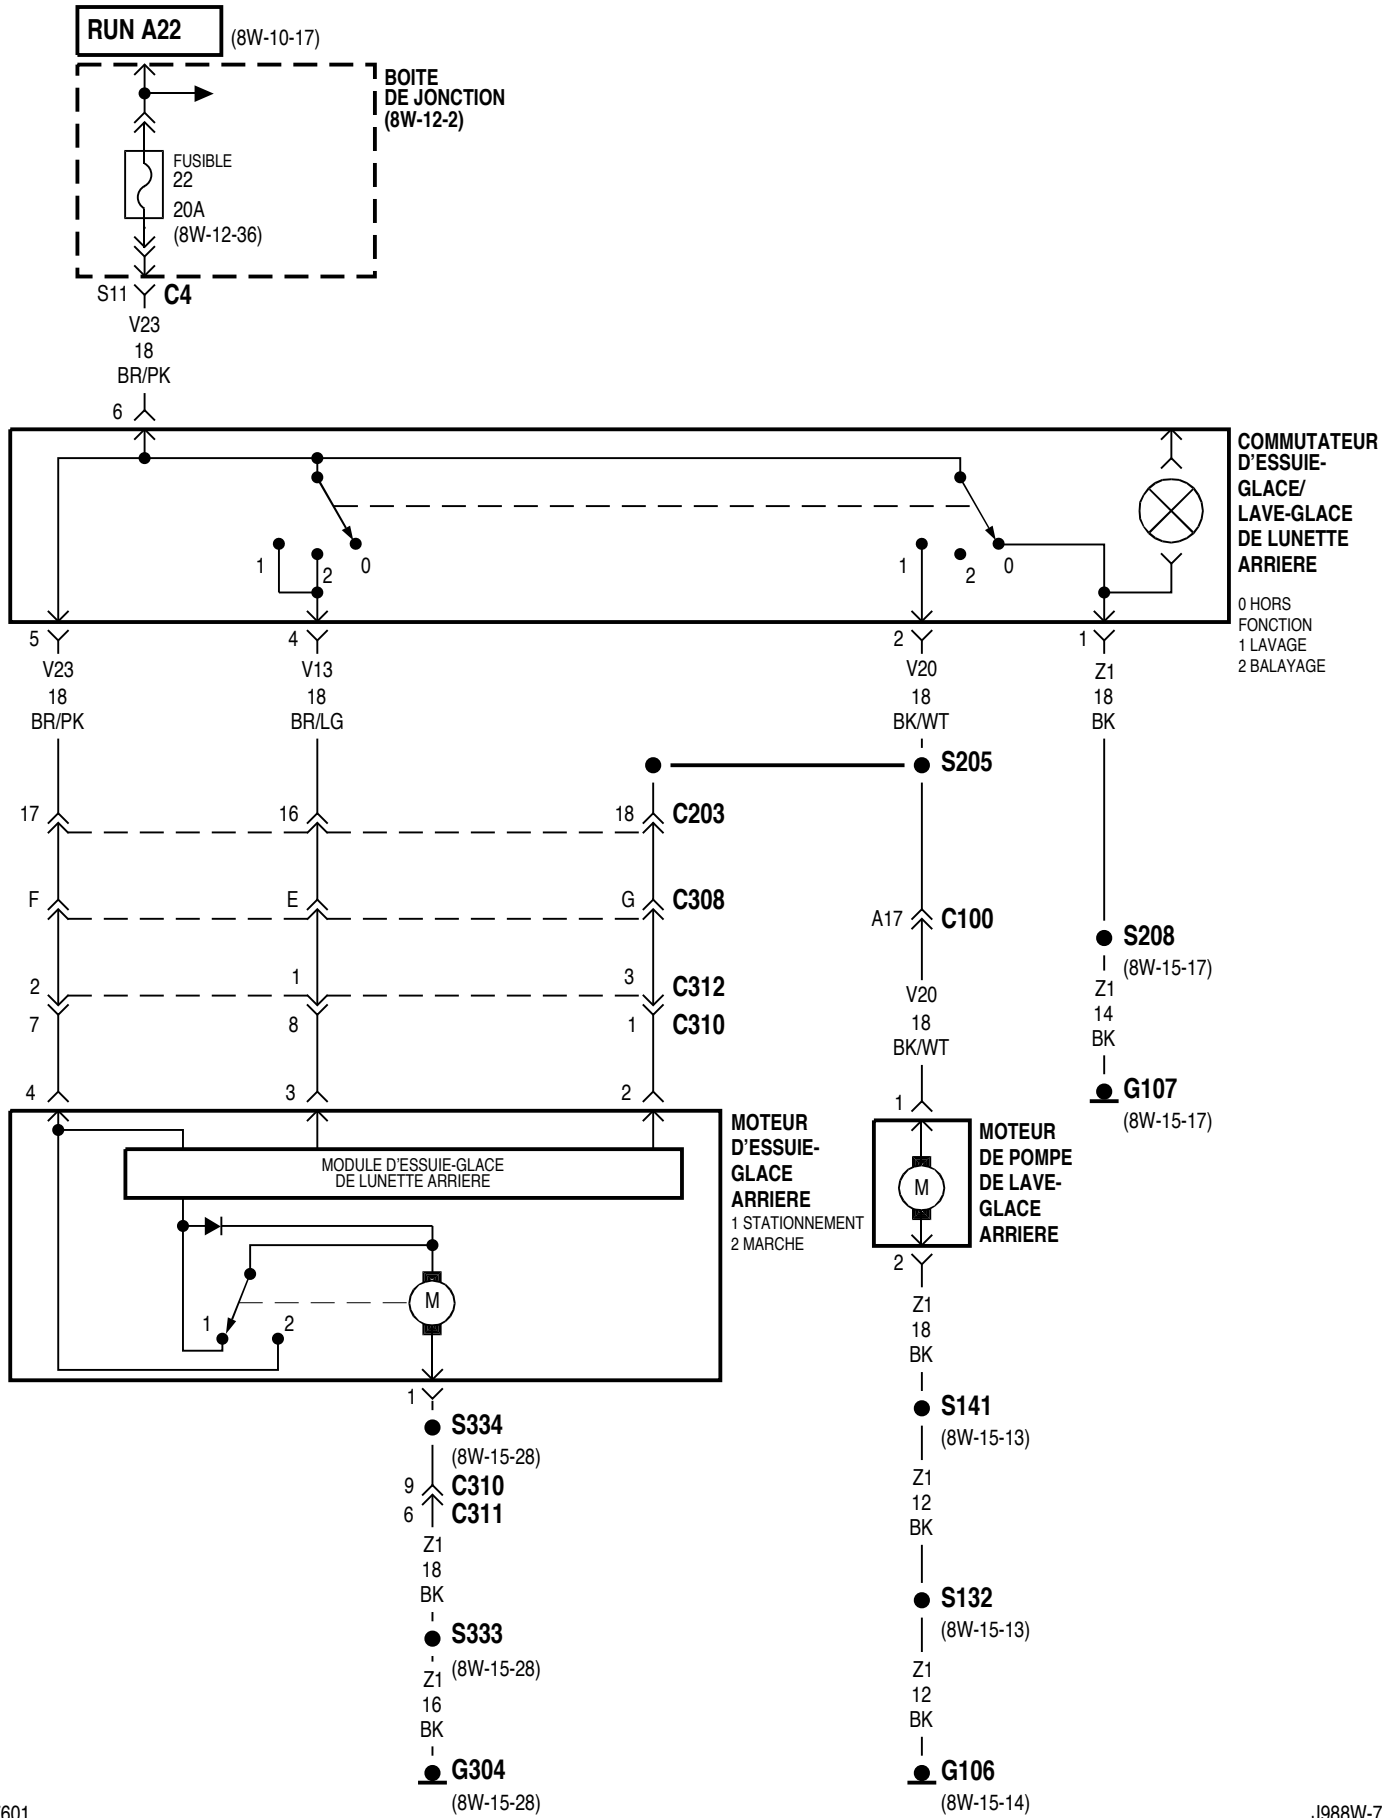 RUN A22
(8W-10-17)
BOITE
DE JONCTION
(8W-12-2)
FUSIBLE
22
20A
(8W-12-36)
S11
C4
V23
18
BR/PK
6
COMMUTATEUR
D'ESSUIE-
GLACE/
LAVE-GLACE
DE LUNETTE
ARRIERE
0 HORS
FONCTION
1 LAVAGE
2 BALAYAGE
1
2
0
1
2
0
5
4
2
1
V23
18
BR/PK
V13
18
BR/LG
V20
18
BK/WT
Z1
18
BK
S205
17
16
18
C203
F
E
G
C308
A17
C100
S208
(8W-15-17)
2
1
3
C312
7
8
1
C310
V20
18
BK/WT
Z1
14
BK
G107
(8W-15-17)
4
3
2
1
MOTEUR
D'ESSUIE-
GLACE
ARRIERE
1 STATIONNEMENT
2 MARCHE
MODULE D'ESSUIE-GLACE
DE LUNETTE ARRIERE
M
1
2
M
MOTEUR
DE POMPE
DE LAVE-
GLACE
ARRIERE
2
Z1
18
BK
1
S334
(8W-15-28)
9
C310
6
C311
Z1
18
BK
S333
(8W-15-28)
Z1
16
BK
G304
(8W-15-28)
S141
(8W-15-13)
Z1
12
BK
S132
(8W-15-13)
Z1
12
BK
G106
(8W-15-14)
J988W-7